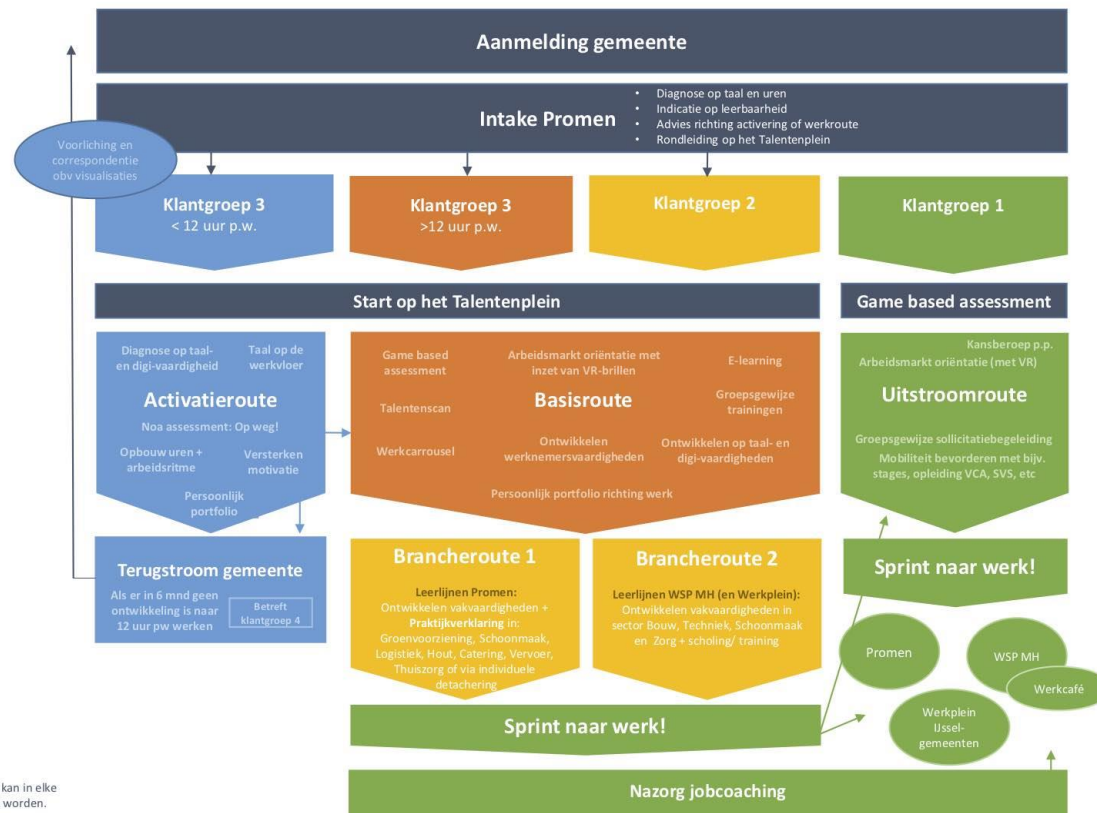 Aanmelding gemeente
Intake Promen
• Diagnose op taal en uren
• Indicatie op leerbaarheid
• Advies richting activering of werkroute
• Rondleiding op het Talentenplein
Voorlichting en
correspondentie
obv visualisaties
Klantgroep 3
< 12 uur p.w.
Klantgroep 3
>12 uur p.w.
Klantgroep 2
Klantgroep 1
Start op het Talentenplein
Game based assessment
Diagnose op taal-
en digi-vaardigheid
Taal op de
werkvloer
Activatieroute
Noa assessment: Op weg!
Opbouw uren +
arbeidsritme
Versterken
motivatie
Persoonlijk
portfolio
Game based
assessment
Arbeidsmarkt oriëntatie met
inzet van VR-brillen
E-learning
Talentenscan
Basisroute
Groepsgewijze
trainingen
Werkcarrousel
Ontwikkelen
werknemersvaardigheden
Ontwikkelen op taal- en
digi-vaardigheden
Persoonlijk portfolio richting werk
Kansberoep p.p.
Arbeidsmarkt oriëntatie (met VR)
Uitstroomroute
Groepsgewijze sollicitatiebegeleiding
Mobiliteit bevorderen met bijv.
stages, opleiding VCA, SVS, etc
Terugstroom gemeente
Als er in 6 mnd geen
ontwikkeling is naar
12 uur pw werken
Betreft
klantgroep 4
Brancheroute 1
Leerlijnen Promen:
Ontwikkelen vakvaardigheden +
Praktijkverklaring in:
Groenvoorziening, Schoonmaak,
Logistiek, Hout, Catering, Vervoer,
Thuiszorg of via individuele
detachering
Brancheroute 2
Leerlijnen WSP MH (en Werkplein):
Ontwikkelen vakvaardigheden in
sector Bouw, Techniek, Schoonmaak
en Zorg + scholing/ training
Sprint naar werk!
Promen
WSP MH
Werkcafé
Werkplein
IJssel-
gemeenten
Sprint naar werk!
Nazorg jobcoaching
kan in elke
worden.